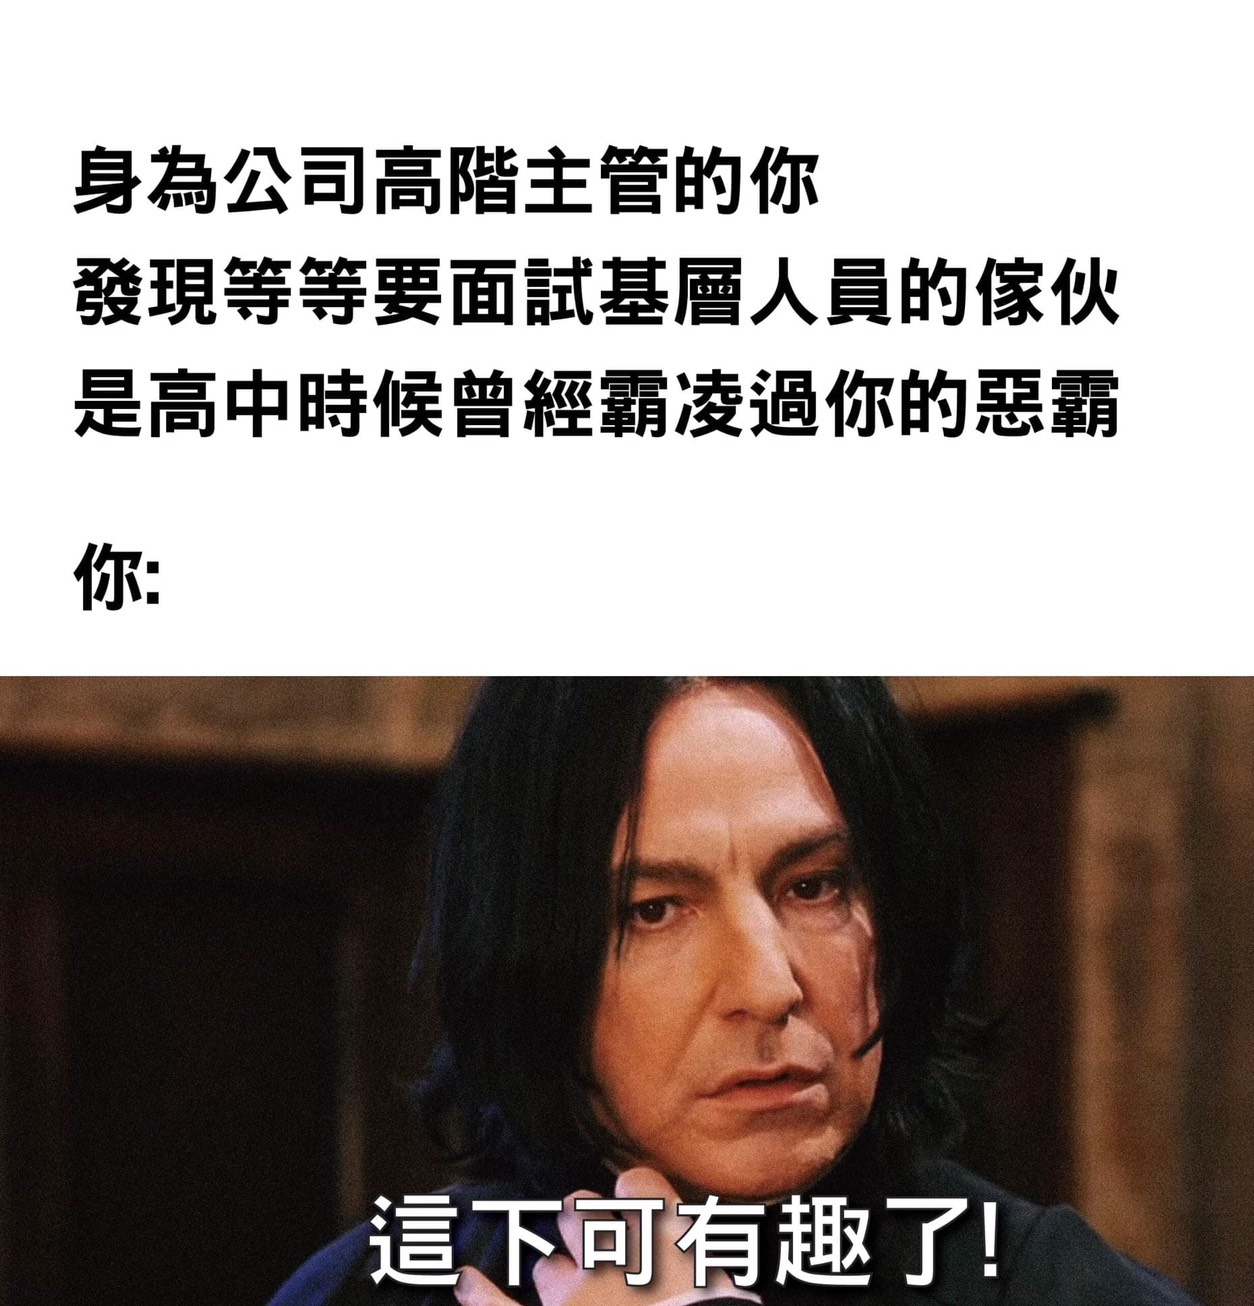 身為公司高階主管的你
發現等等要面試基層人員的傢伙
是高中時候曾經霸凌過你的惡霸
你:
這下可有趣了!